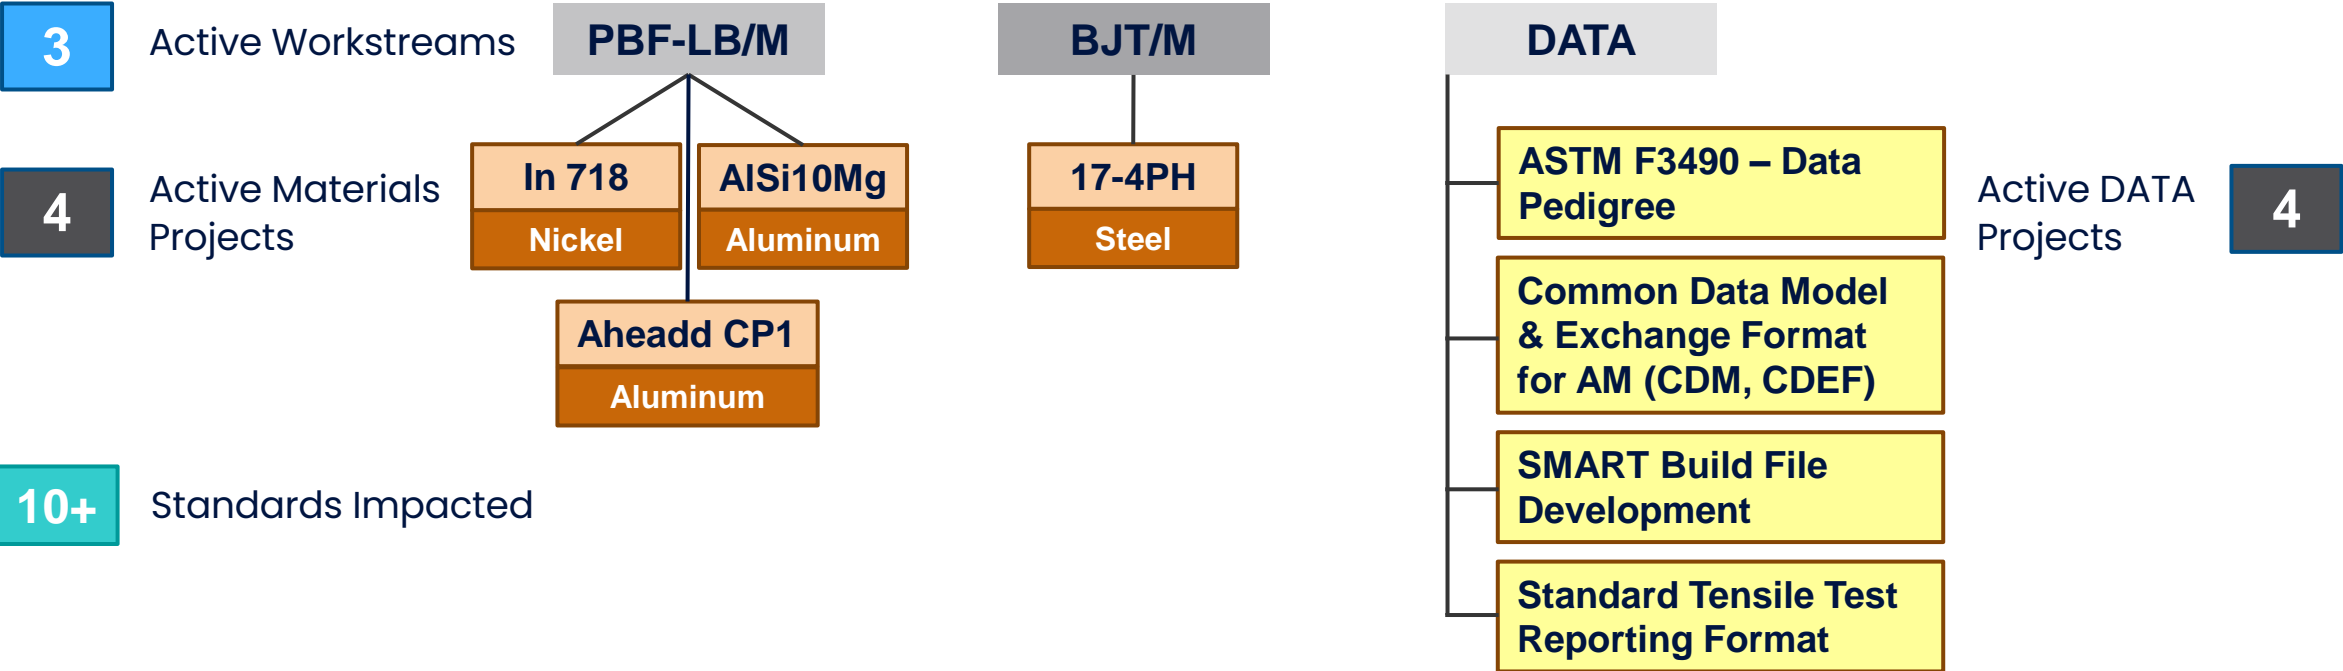 3
Active Workstreams
PBF-LB/M
BJT/M
DATA
4
Active Materials
Projects
In 718
Nickel
AlSi10Mg
Aluminum
Aheadd CP1
Aluminum
17-4PH
Steel
ASTM F3490 – Data
Pedigree
Common Data Model
& Exchange Format
for AM (CDM, CDEF)
SMART Build File
Development
Standard Tensile Test
Reporting Format
Active DATA
Projects
4
10+
Standards Impacted